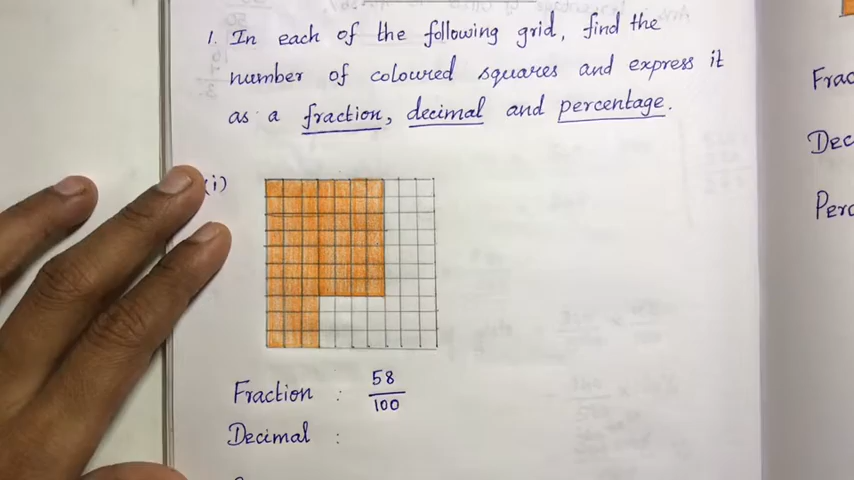 1. In each of the following grid, find the
number of coloured squares and express it
as a fraction, decimal and percentage.
(i)
Fraction : 58/100
Decimal :
Frac
Dec
Perc